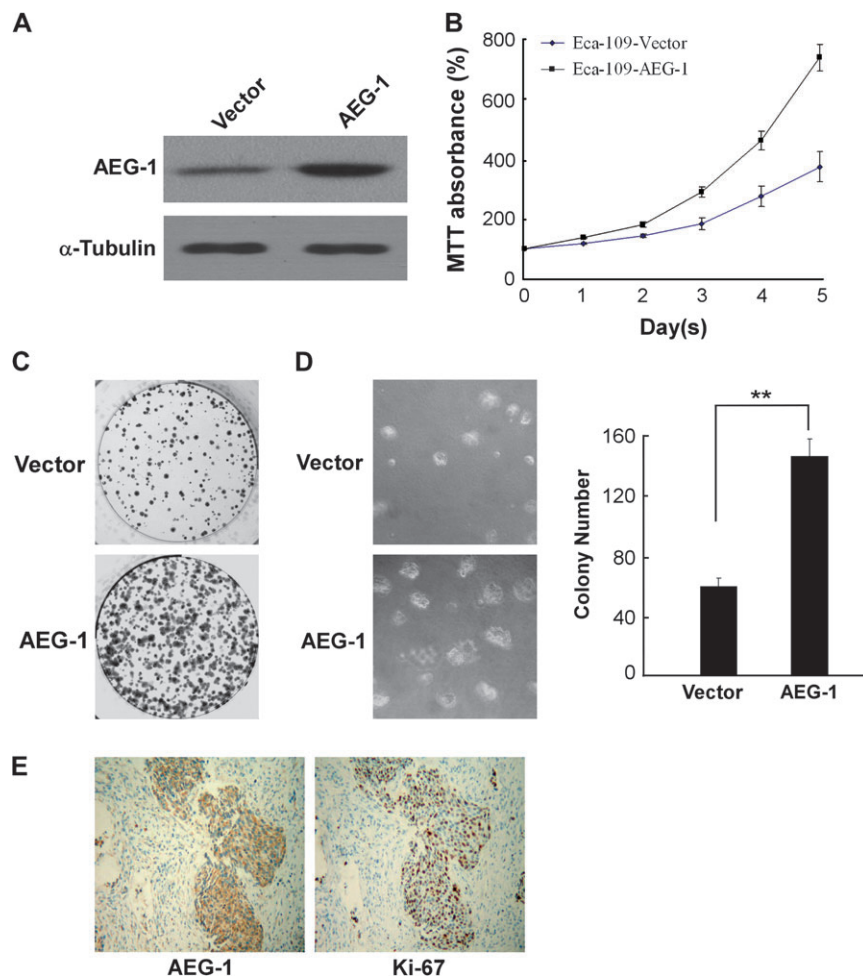 A
Vector
AEG-1
AEG-1
α-Tubulin
B
MTT absorbance (%)
800
600
400
200
0
Eca-109-Vector
Eca-109-AEG-1
0 1 2 3 4 5
Day(s)
C
Vector
AEG-1
D
Vector
AEG-1
**
Colony Number
160
120
80
40
0
Vector AEG-1
E
AEG-1
Ki-67